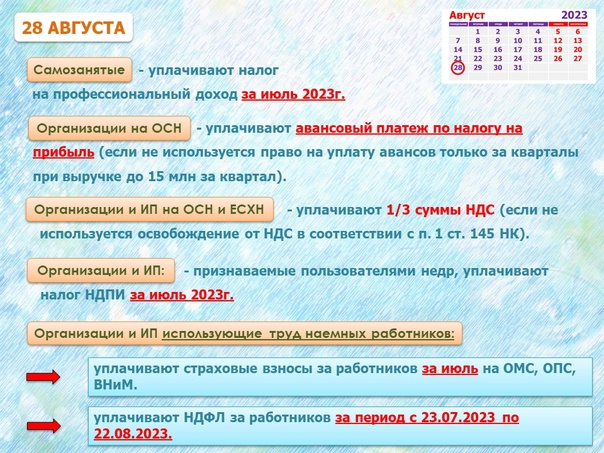 28 АВГУСТА
Август 2023
ПОНЕДЕЛЬНИК ВТОРНИК СРЕДА ЧЕТВЕРГ ПЯТНИЦА СУББОТА ВОСКРЕСЕНЬЕ
1 2 3 4 5 6
7 8 9 10 11 12 13
14 15 16 17 18 19 20
21 22 23 24 25 26 27
28 29 30 31
Самозанятые - уплачивают налог
на профессиональный доход за июль 2023г.
Организации на ОСН - уплачивают авансовый платеж по налогу на
прибыль (если не используется право на уплату авансов только за кварталы
при выручке до 15 млн за квартал).
Организации и ИП на ОСН и ЕСХН - уплачивают 1/3 суммы НДС (если не
используется освобождение от НДС в соответствии с п. 1 ст. 145 НК).
Организации и ИП: - признаваемые пользователями недр, уплачивают
налог НДПИ за июль 2023г.
Организации и ИП использующие труд наемных работников:
уплачивают страховые взносы за работников за июль на ОМС, ОПС,
ВНиМ.
уплачивают НДФЛ за работников за период с 23.07.2023 по
22.08.2023.